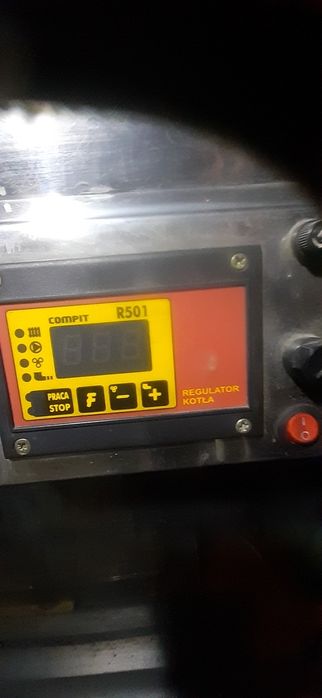 COMPIT R501
PRACA
STOP
F
-
+
REGULATOR
KOTŁA
I
O